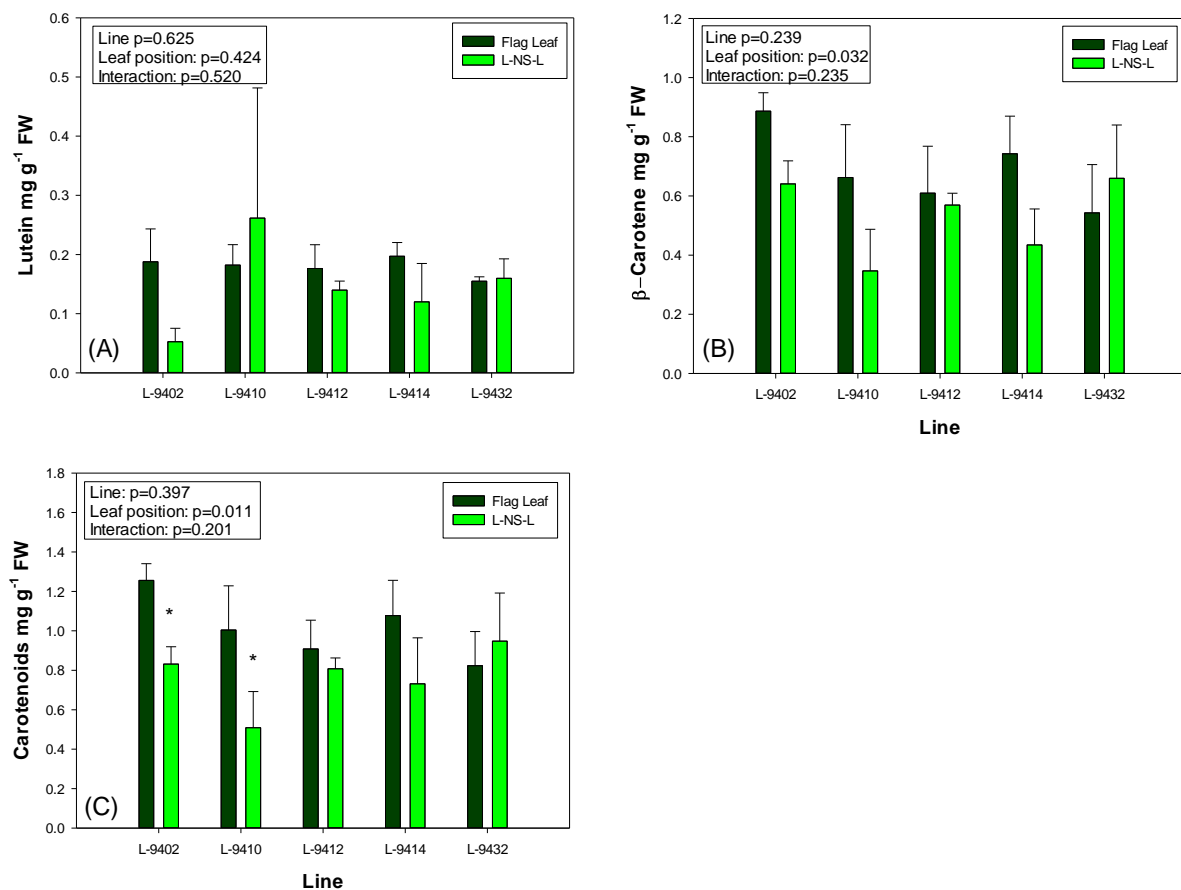 0.6
0.5
0.4
0.3
0.2
0.1
0.0
Lutein mg g⁻¹ FW
Line p=0.625
Leaf position: p=0.424
Interaction: p=0.520
Flag Leaf
L-NS-L
(A)
L-9402 L-9410 L-9412 L-9414 L-9432
1.2
1.0
0.8
0.6
0.4
0.2
0.0
β−Carotene mg g⁻¹ FW
Line p=0.239
Leaf position: p=0.032
Interaction: p=0.235
Flag Leaf
L-NS-L
(B)
L-9402 L-9410 L-9412 L-9414 L-9432
Line
1.8
1.6
1.4
1.2
1.0
0.8
0.6
0.4
0.2
0.0
Carotenoids mg g⁻¹ FW
Line: p=0.397
Leaf position: p=0.011
Interaction: p=0.201
Flag Leaf
L-NS-L
*
*
(C)
L-9402 L-9410 L-9412 L-9414 L-9432
Line